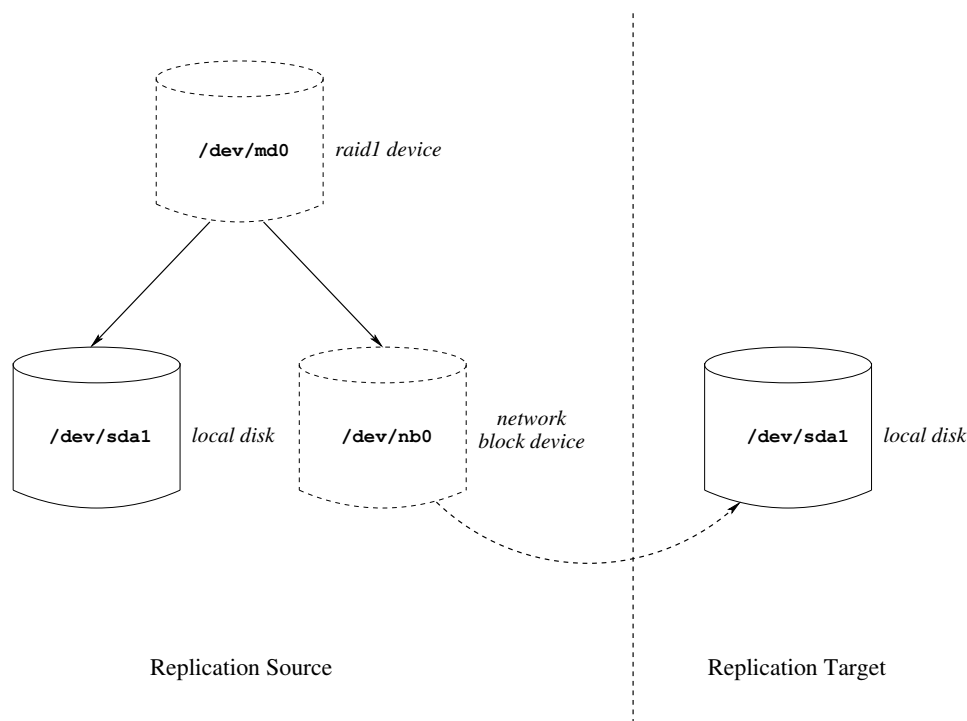 /dev/md0
raid1 device
/dev/sda1
local disk
/dev/nb0
network
block device
/dev/sda1
local disk
Replication Source
Replication Target